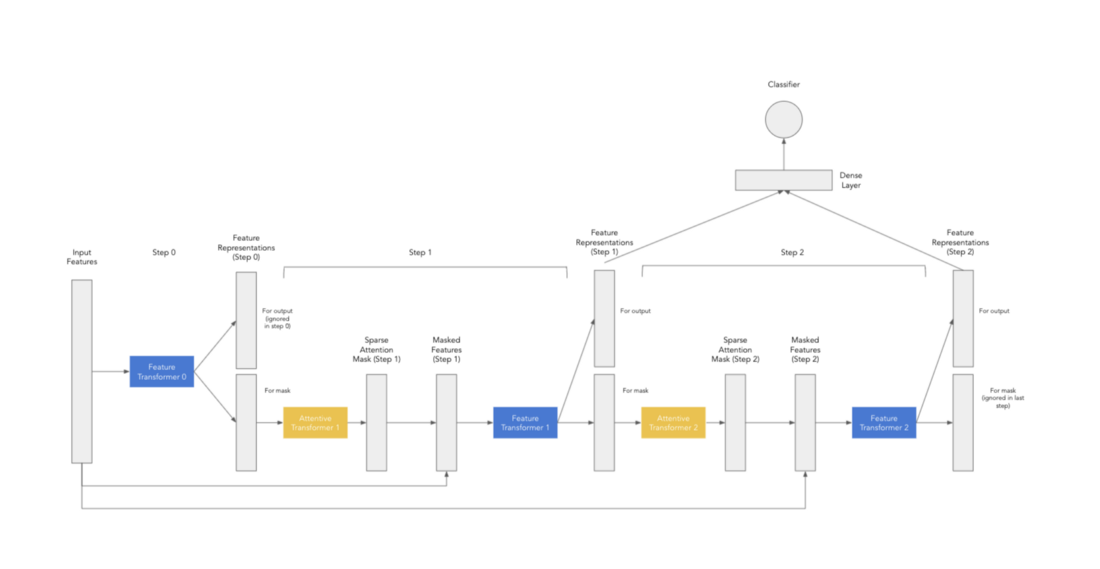 Classifier
Dense
Layer
Input
Features
Step 0
Feature
Representations
(Step 0)
Step 1
Feature
Representations
(Step 1)
Step 2
Feature
Representations
(Step 2)
For output
(ignored
in step 0)
For output
For output
Feature
Transformer 0
Sparse
Attention
Mask (Step 1)
Masked
Features
(Step 1)
Sparse
Attention
Mask (Step 2)
Masked
Features
(Step 2)
For mask
For mask
For mask
(ignored in last
step)
Attentive
Transformer 1
Feature
Transformer 1
Attentive
Transformer 2
Feature
Transformer 2